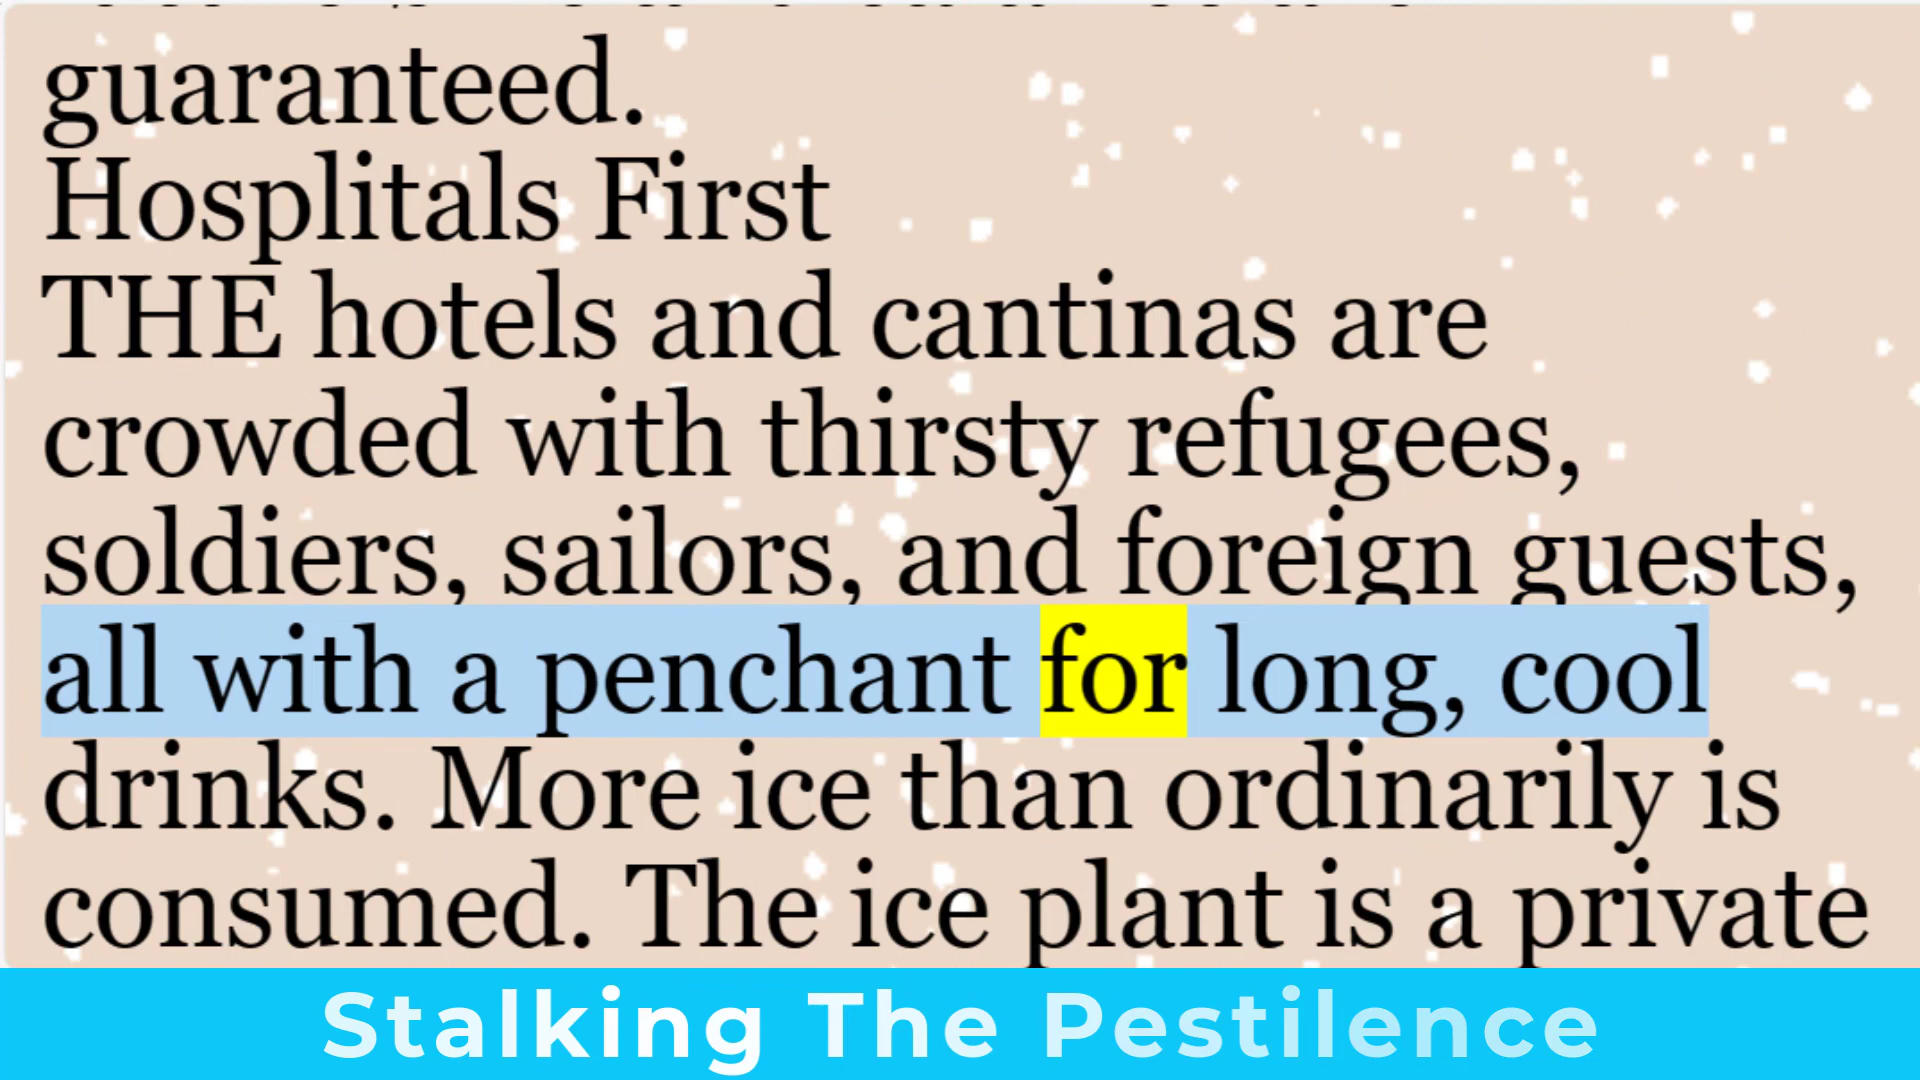 guaranteed.
Hosplitals First
THE hotels and cantinas are
crowded with thirsty refugees,
soldiers, sailors, and foreign guests,
all with a penchant for long, cool
drinks. More ice than ordinarily is
consumed. The ice plant is a private
Stalking The Pestilence